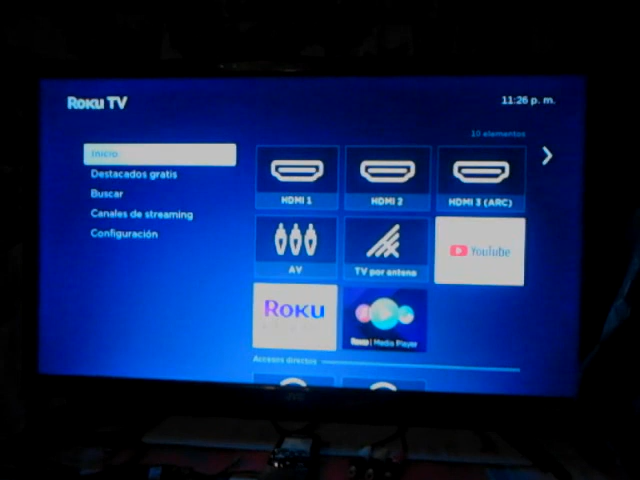 Roku TV
11:26 p. m.
10 elementos
Inicio
Destacados gratis
Buscar
Canales de streaming
Configuración
HDMI 1
HDMI 2
HDMI 3 (ARC)
AV
TV por antena
YouTube
Roku
Roku | Media Player
Accesos directos